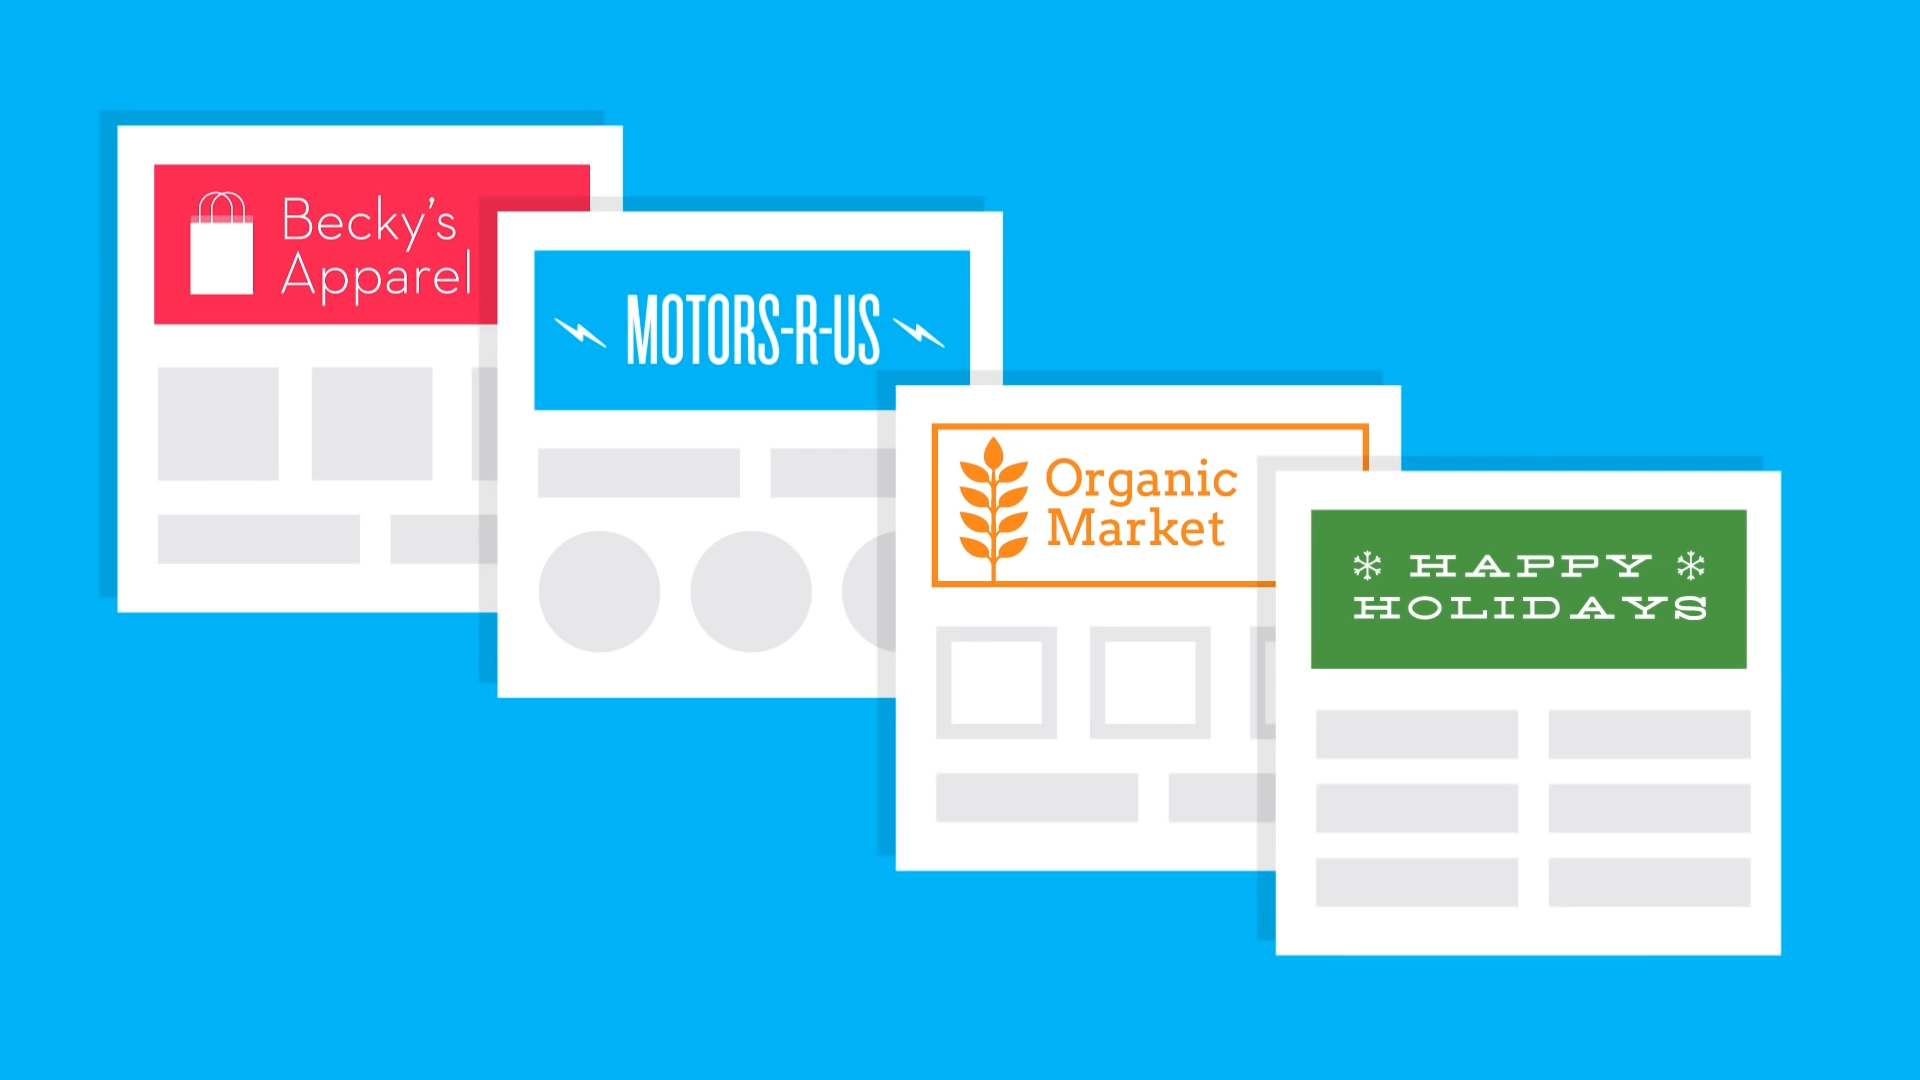 Becky's
Apparel
MOTORS-R-US
Organic
Market
HAPPY
HOLIDAYS